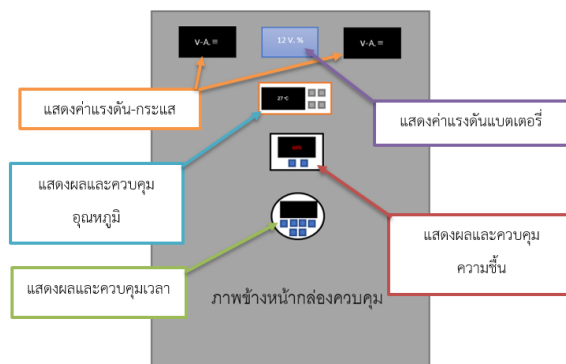 V-A. =
12 V. %
V-A. =
แสดงค่าแรงดัน-กระแส
27 °C
แสดงค่าแรงดันแบตเตอรี่
แสดงผลและควบคุม
อุณหภูมิ
แสดงผลและควบคุม
ความชื้น
แสดงผลและควบคุมเวลา
ภาพข้างหน้ากล่องควบคุม